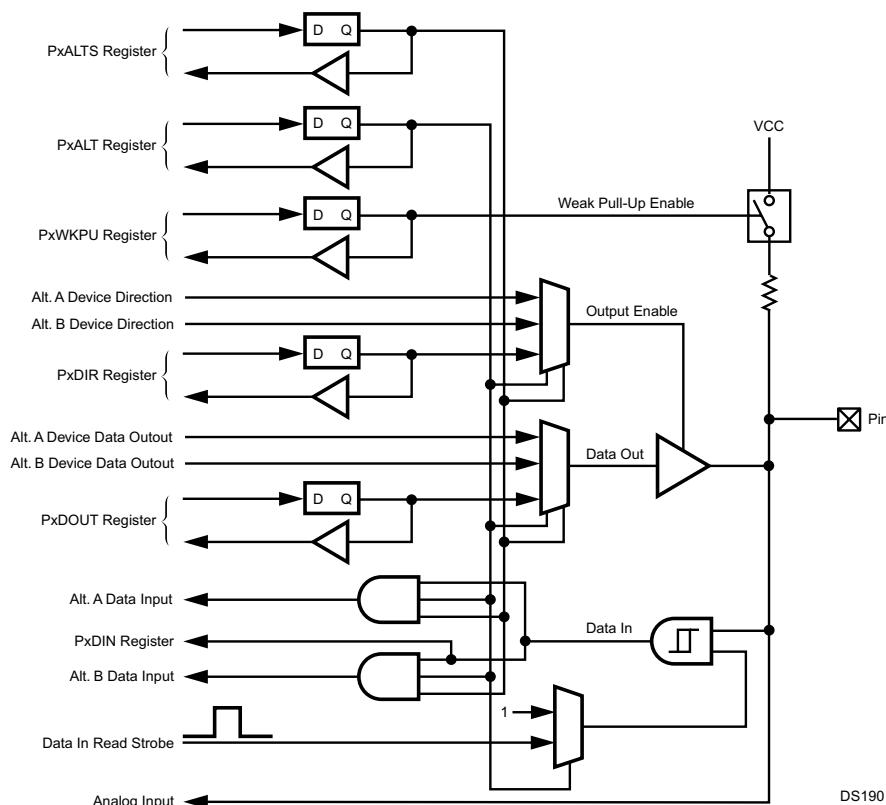 PxALTS Register
D Q
PxALT Register
D Q
VCC
PxWKPU Register
D Q
Weak Pull-Up Enable
Alt. A Device Direction
Output Enable
Alt. B Device Direction
PxDIR Register
D Q
Pin
Alt. A Device Data Outout
Alt. B Device Data Outout
Data Out
PxDOUT Register
D Q
Alt. A Data Input
PxDIN Register
Data In
Alt. B Data Input
1
Data In Read Strobe
Analog Input
DS190